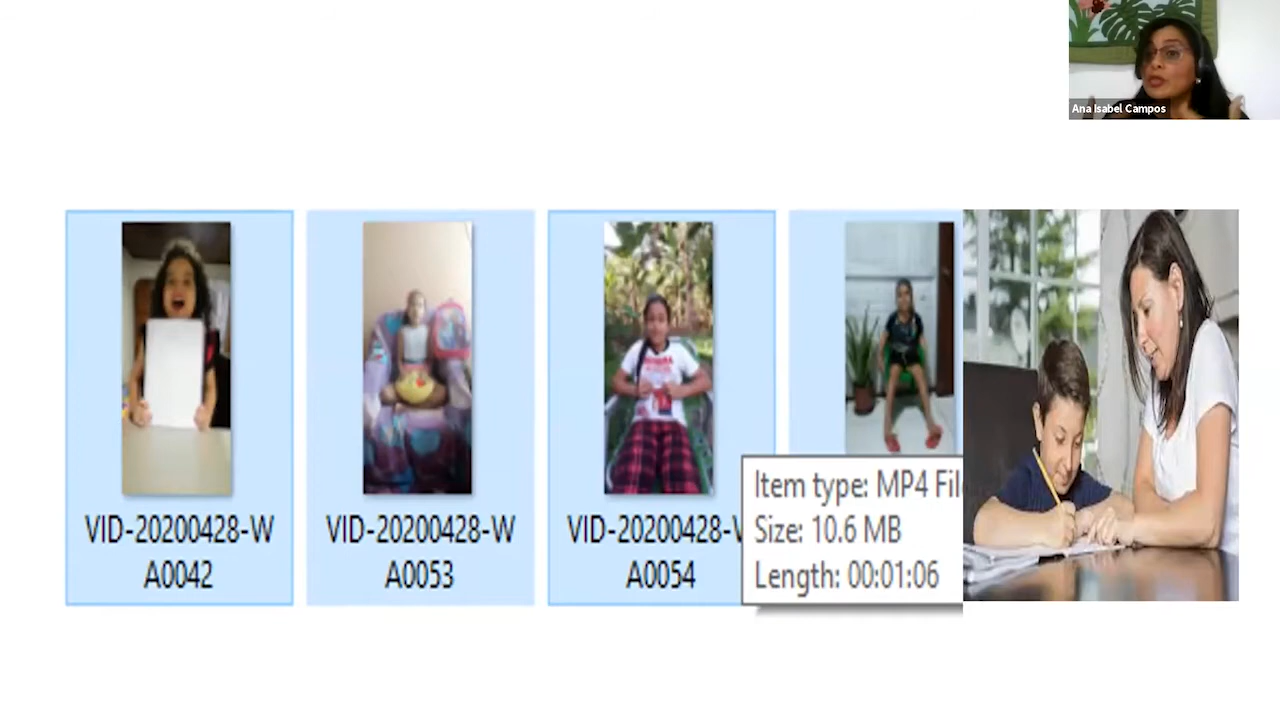 Ana Isabel Campos
VID-20200428-W
A0042
VID-20200428-W
A0053
VID-20200428-
A0054
Item type: MP4
Size: 10.6 MB
Length: 00:01:06